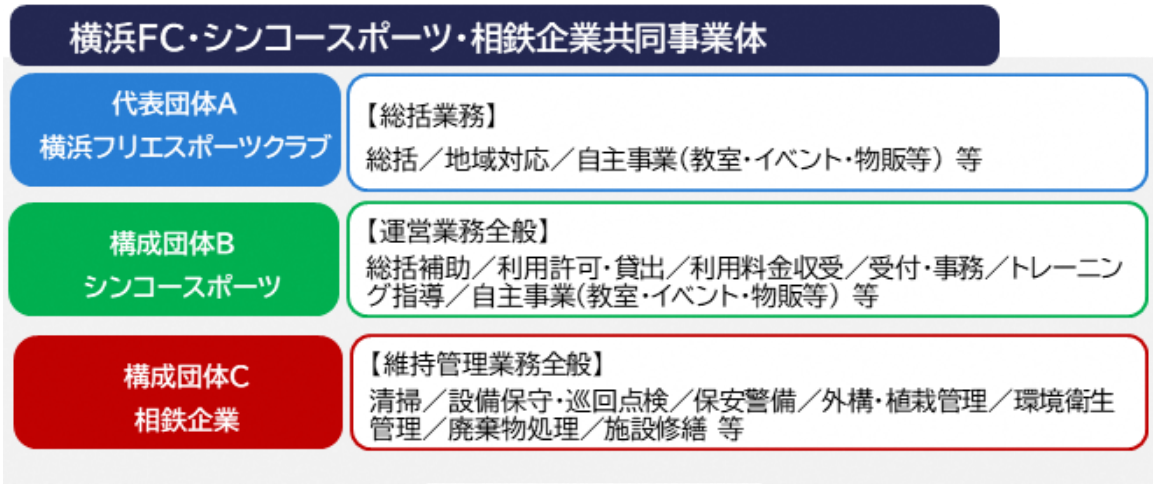 横浜FC・シンコースポーツ・相鉄企業共同事業体
代表団体A
横浜フリエスポーツクラブ
【総括業務】
総括／地域対応／自主事業(教室・イベント・物販等) 等
構成団体B
シンコースポーツ
【運営業務全般】
総括補助／利用許可・貸出／利用料金収受／受付・事務／トレーニン
グ指導／自主事業(教室・イベント・物販等) 等
構成団体C
相鉄企業
【維持管理業務全般】
清掃／設備保守・巡回点検／保安警備／外構・植栽管理／環境衛生
管理／廃棄物処理／施設修繕 等